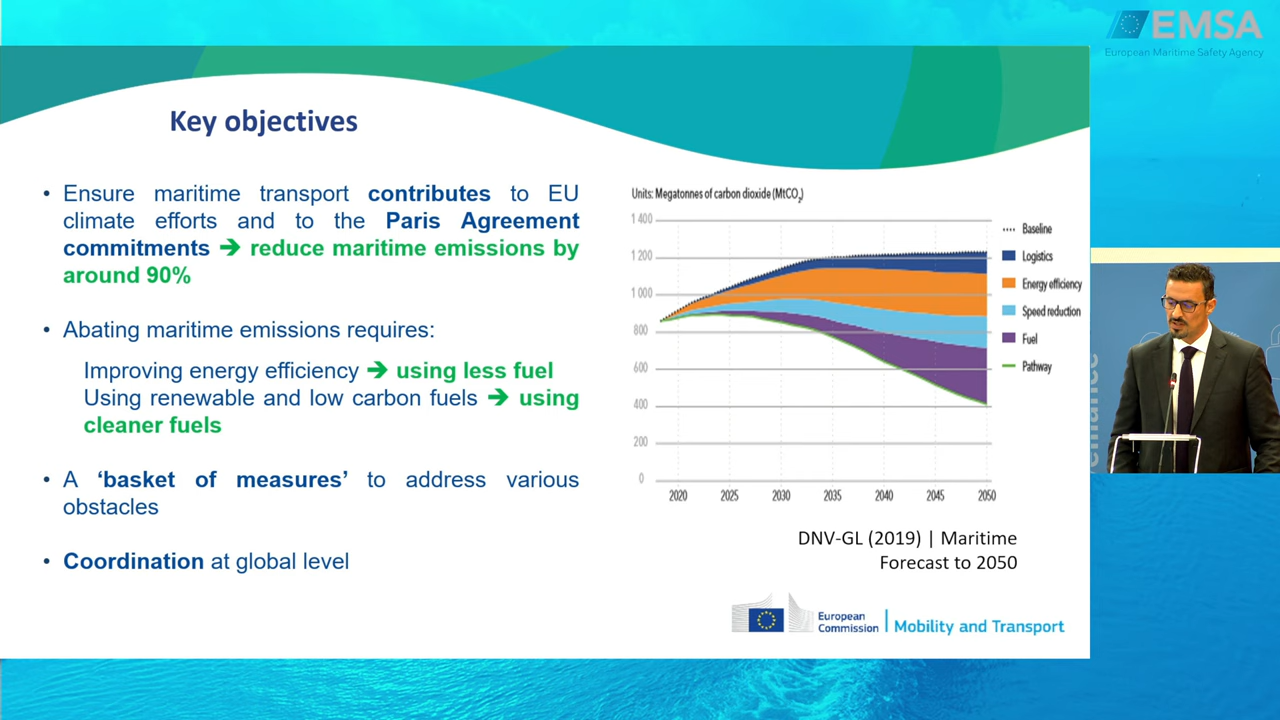 EMSA
European Maritime Safety Agency
Key objectives
• Ensure maritime transport contributes to EU
climate efforts and to the Paris Agreement
commitments ➔ reduce maritime emissions by
around 90%
• Abating maritime emissions requires:
Improving energy efficiency ➔ using less fuel
Using renewable and low carbon fuels ➔ using
cleaner fuels
• A ‘basket of measures’ to address various
obstacles
• Coordination at global level
Units: Megatonnes of carbon dioxide (MtCO₂)
1 400
1 200
1 000
800
600
400
200
0
2020 2025 2030 2035 2040 2045 2050
Baseline
Logistics
Energy efficiency
Speed reduction
Fuel
Pathway
DNV-GL (2019) | Maritime
Forecast to 2050
European
Commission
Mobility and Transport